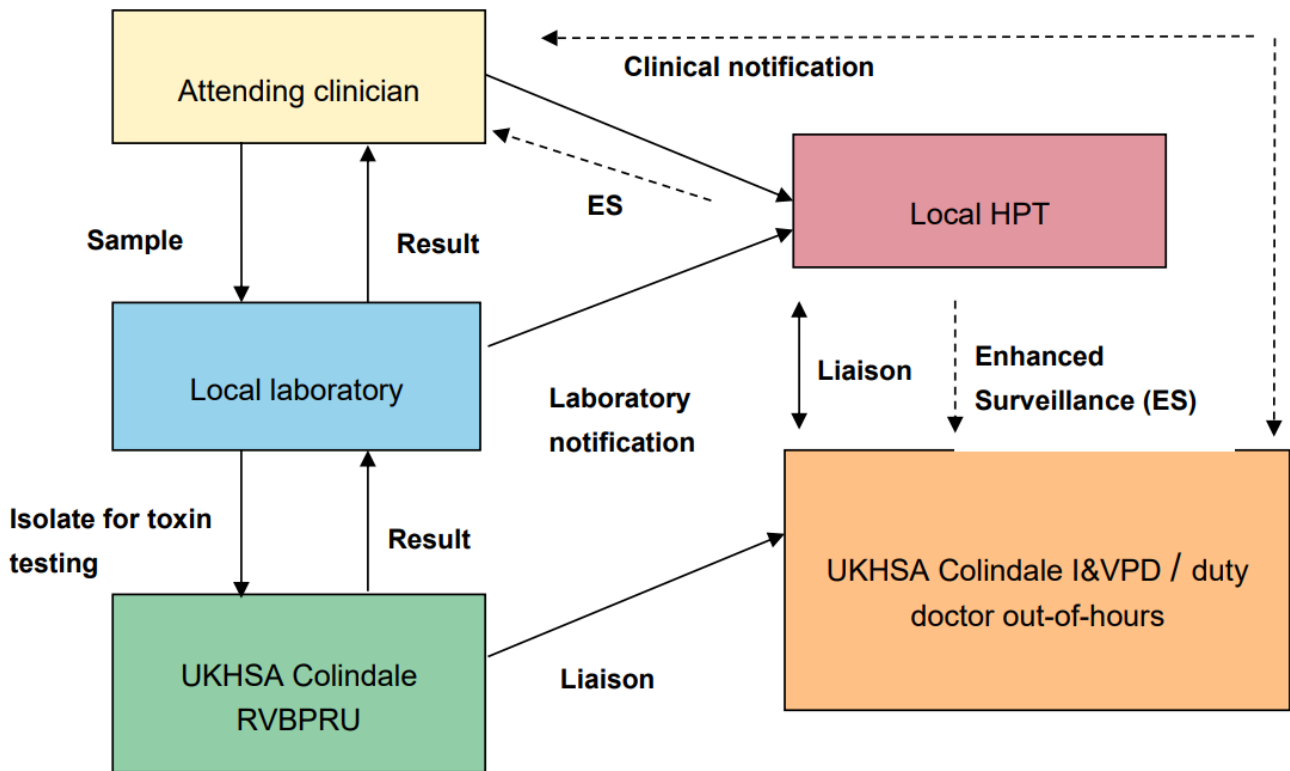 Clinical notification
Attending clinician
ES
Local HPT
Sample
Result
Local laboratory
Laboratory
notification
Liaison
Enhanced
Surveillance (ES)
Isolate for toxin
testing
Result
UKHSA Colindale I&VPD / duty
doctor out-of-hours
UKHSA Colindale
RVBPRU
Liaison